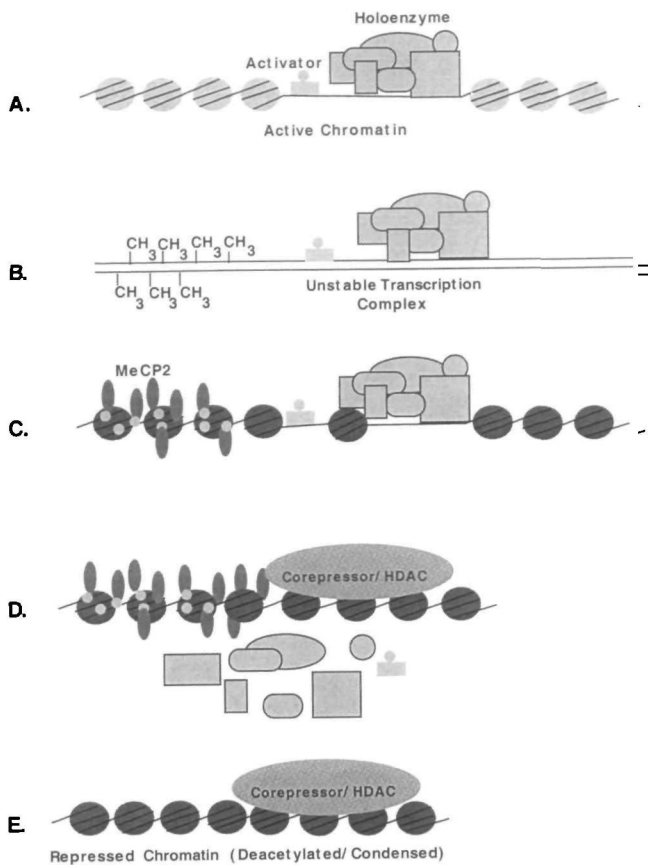 Holoenzyme
Activator
A.
Active Chromatin
CH3 CH3 CH3 CH3
B.
CH3 CH3 CH3
Unstable Transcription
Complex
MeCP2
C.
Corepressor/ HDAC
D.
Corepressor/ HDAC
E.
Repressed Chromatin (Deacetylated/ Condensed)